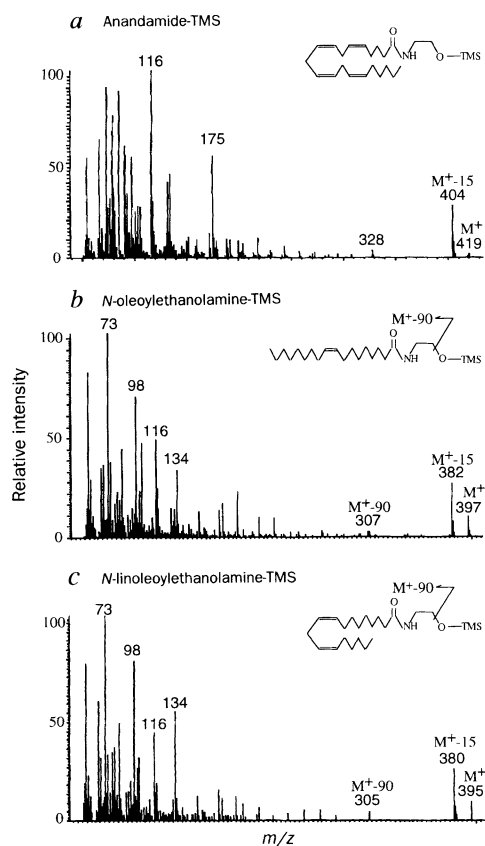 a Anandamide-TMS
O
NH
O
TMS
100
116
175
50
M+-15
404
M+
419
328
0
b N-oleoylethanolamine-TMS
73
M+-90
100
O
NH
O
TMS
98
116
50
134
M+-15
382
M+
397
M+-90
307
0
Relative intensity
c N-linoleoylethanolamine-TMS
M+-90
73
100
O
NH
O
TMS
98
134
116
50
M+-15
380
M+
395
M+-90
305
0
m/z